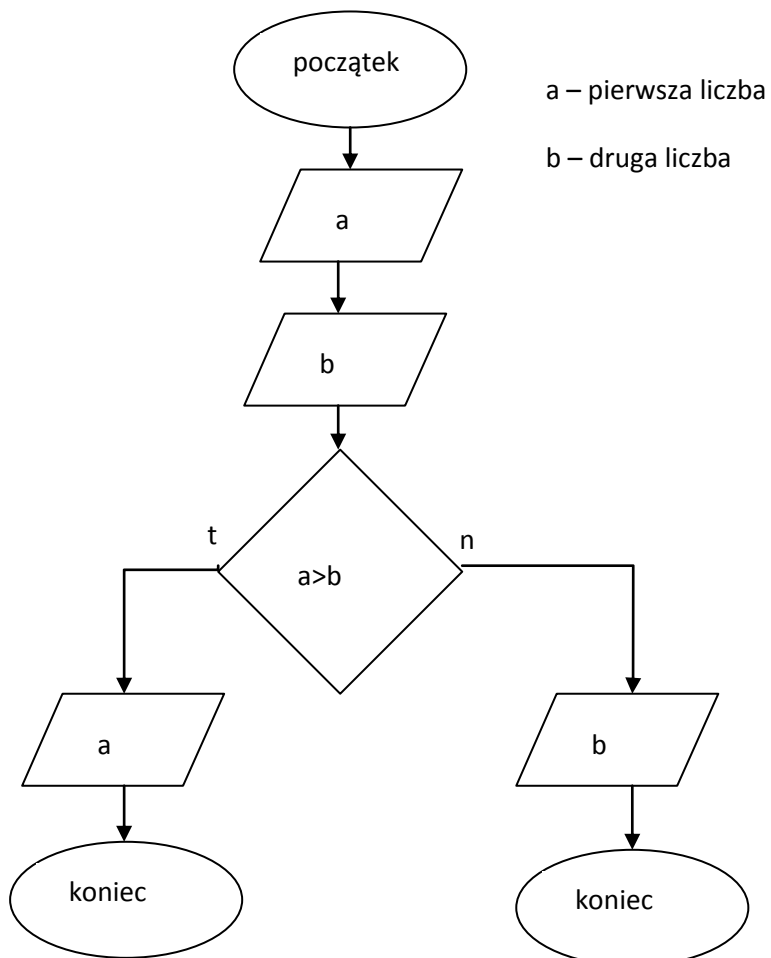 początek
a – pierwsza liczba
b – druga liczba
a
b
t
n
a>b
a
b
koniec
koniec